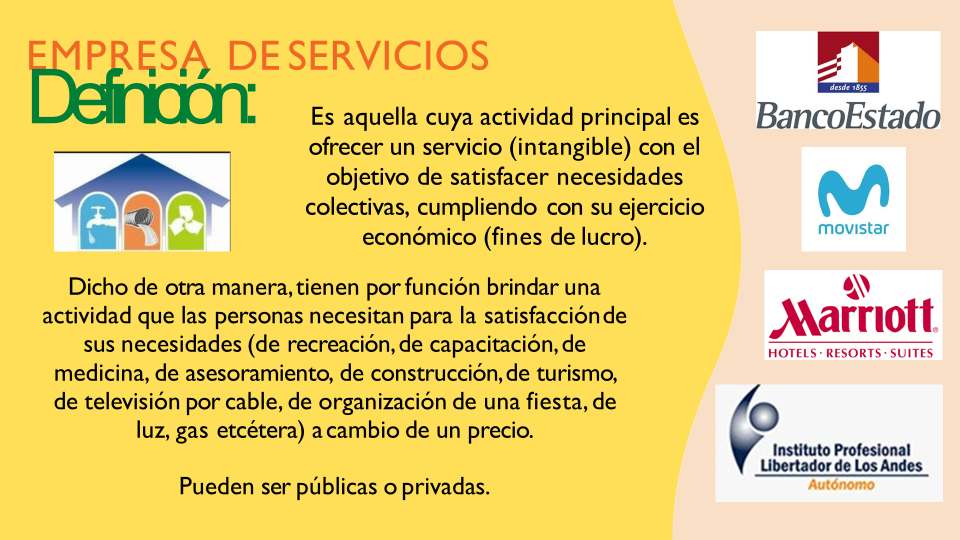 EMPRESA DE SERVICIOS
Definición:
Es aquella cuya actividad principal es
ofrecer un servicio (intangible) con el
objetivo de satisfacer necesidades
colectivas, cumpliendo con su ejercicio
económico (fines de lucro).
Dicho de otra manera, tienen por función brindar una
actividad que las personas necesitan para la satisfacción de
sus necesidades (de recreación, de capacitación, de
medicina, de asesoramiento, de construcción, de turismo,
de televisión por cable, de organización de una fiesta, de
luz, gas etcétera) a cambio de un precio.
Pueden ser públicas o privadas.
desde 1855
BancoEstado
movistar
Marriott®
HOTELS · RESORTS · SUITES
Instituto Profesional
Libertador de Los Andes
Autónomo